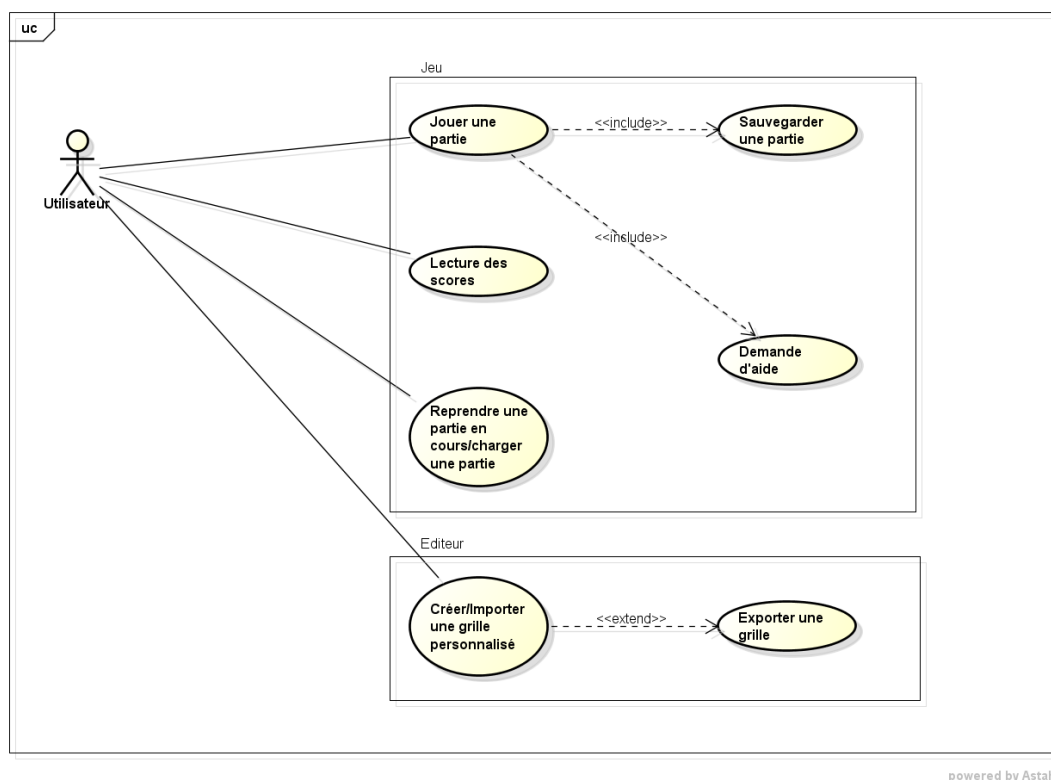 uc
Jeu
Jouer une
partie
<<include>>
Sauvegarder
une partie
Utilisateur
<<include>>
Lecture des
scores
Demande
d'aide
Reprendre une
partie en
cours/charger
une partie
Editeur
Créer/Importer
une grille
personnalisé
<<extend>>
Exporter une
grille
powered by